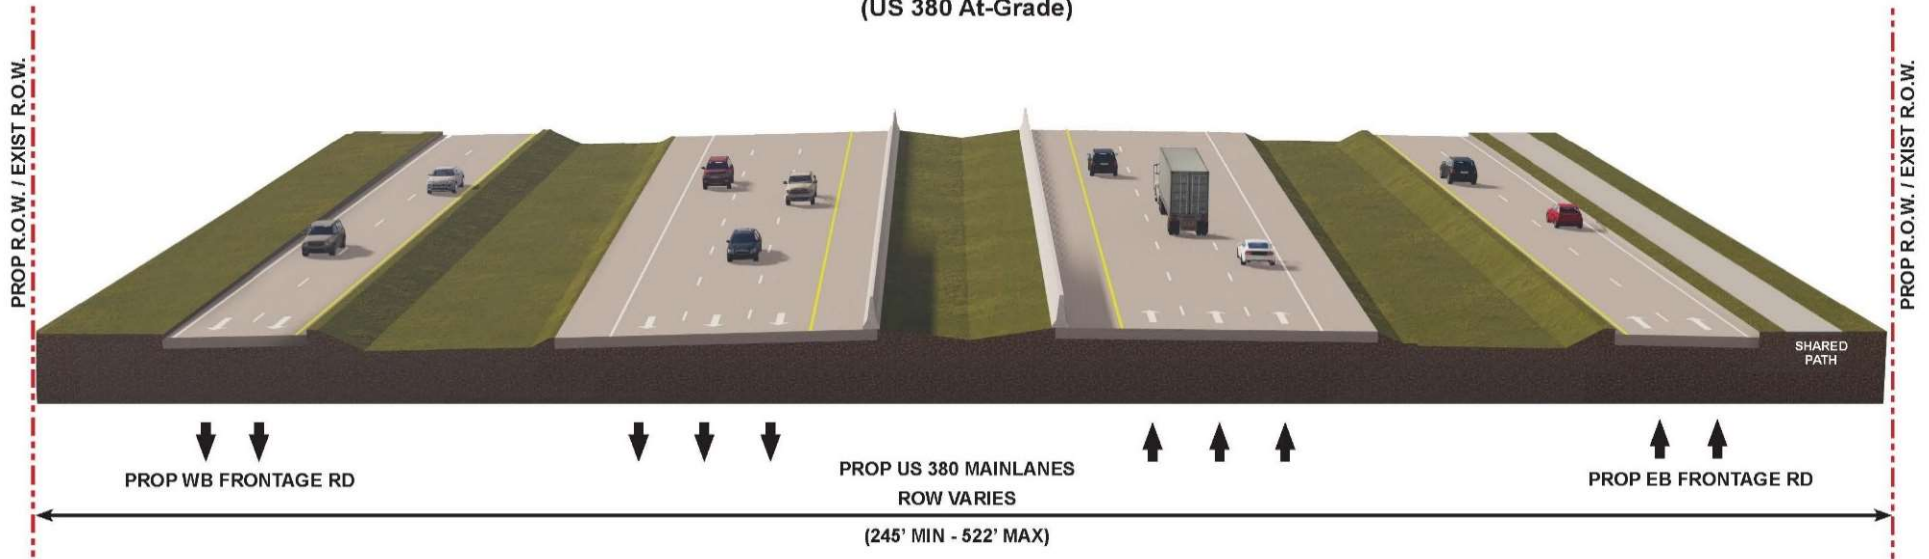 (US 380 At-Grade)
PROP R.O.W. / EXIST R.O.W.
PROP R.O.W. / EXIST R.O.W.
SHARED
PATH
PROP WB FRONTAGE RD
PROP US 380 MAINLANES
PROP EB FRONTAGE RD
ROW VARIES
(245' MIN - 522' MAX)